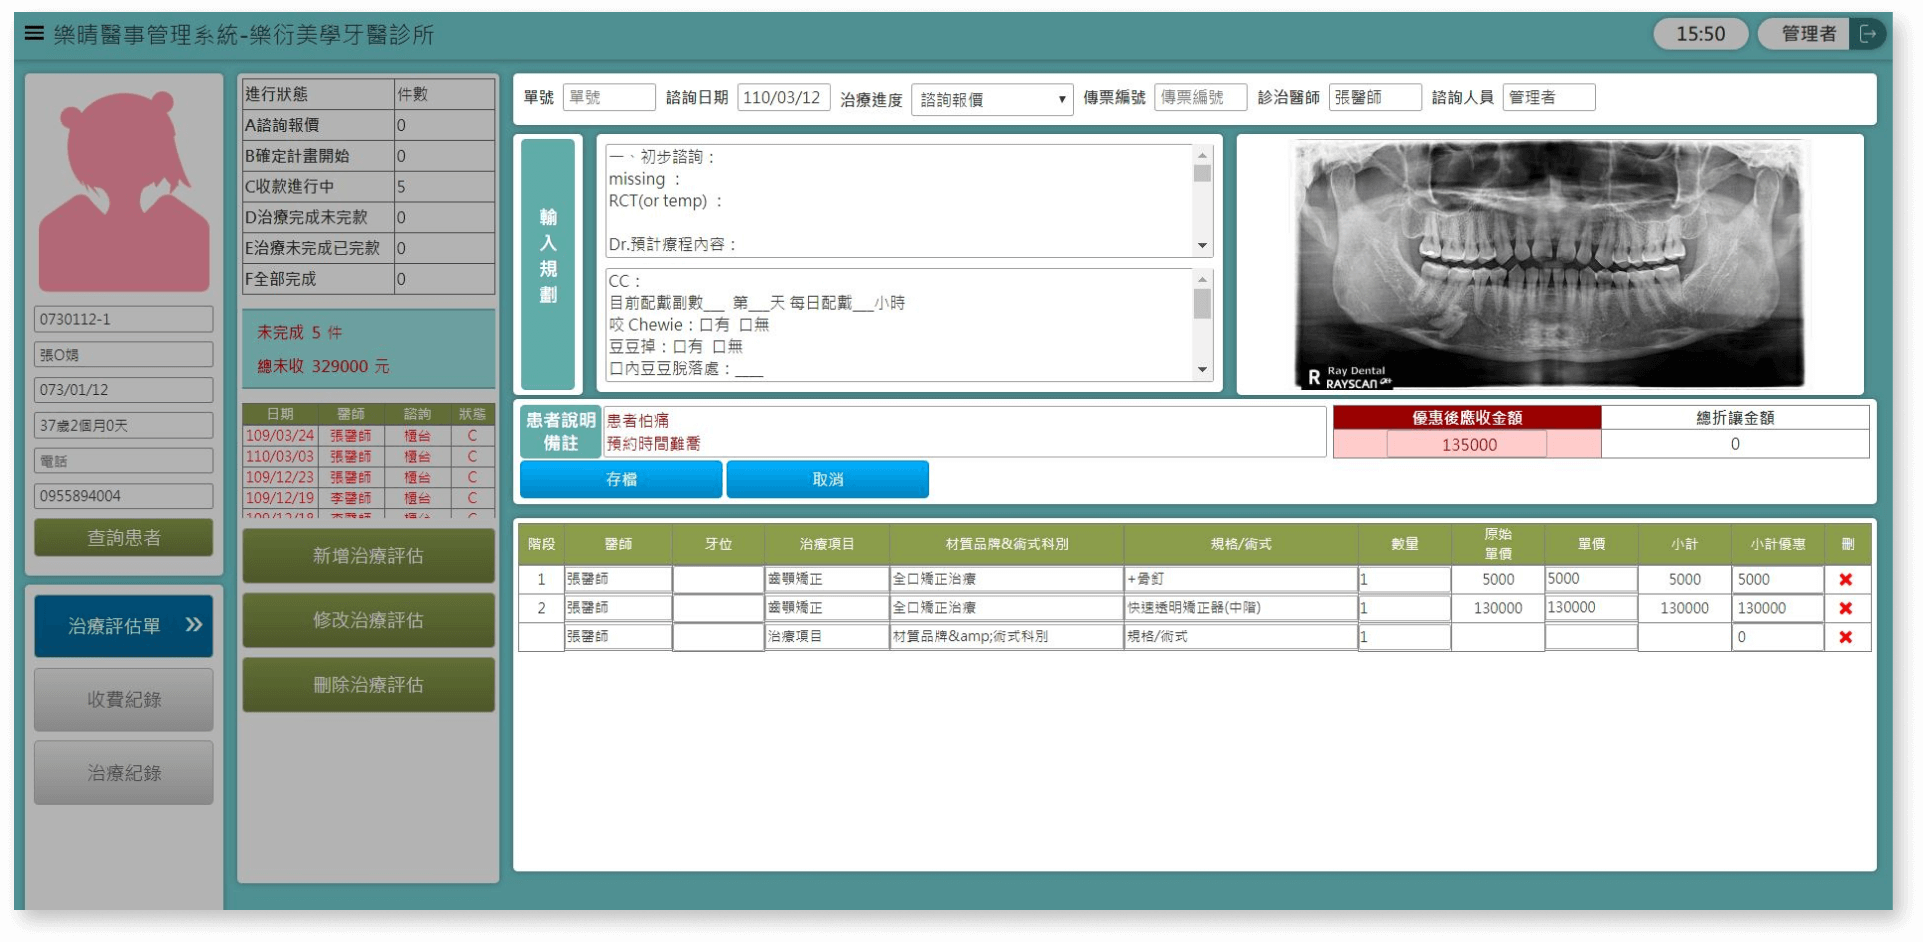 樂晴醫事管理系統-樂衍美學牙醫診所
15:50
管理者
0730112-1
張O娟
073/01/12
37歲2個月0天
電話
0955894004
查詢患者
治療評估單 »
收費紀錄
治療紀錄
進行狀態 件數
A諮詢報價 0
B確定計畫開始 0
C收款進行中 5
D治療完成未完款 0
E治療未完成已完款 0
F全部完成 0
未完成 5 件
總未收 329000 元
日期 醫師 諮詢 狀態
109/03/24 張醫師 櫃台 C
110/03/03 張醫師 櫃台 C
109/12/23 張醫師 櫃台 C
109/12/19 李醫師 櫃台 C
新增治療評估
修改治療評估
刪除治療評估
單號 單號 諮詢日期 110/03/12 治療進度 諮詢報價 傳票編號 傳票編號 診治醫師 張醫師 諮詢人員 管理者
輸入規劃
一、初步諮詢：
missing ：
RCT(or temp) ：
Dr.預計療程內容：
CC：
目前配戴副數___ 第___天 每日配戴___小時
咬 Chewie：口有 口無
豆豆掉：口有 口無
口內豆豆脫落處：____
R Ray Dental
RAYSCAN α+
患者說明
備註
患者怕痛
預約時間難喬
優惠後應收金額 總折讓金額
135000 0
存檔 取消
階段 醫師 牙位 治療項目 材質品牌&術式科別 規格/術式 數量 原始單價 單價 小計 小計優惠 刪
1 張醫師 齒顎矯正 全口矯正治療 +骨釘 1 5000 5000 5000 5000
2 張醫師 齒顎矯正 全口矯正治療 快速透明矯正器(中階) 1 130000 130000 130000 130000
張醫師 治療項目 材質品牌&amp;術式科別 規格/術式 1 0